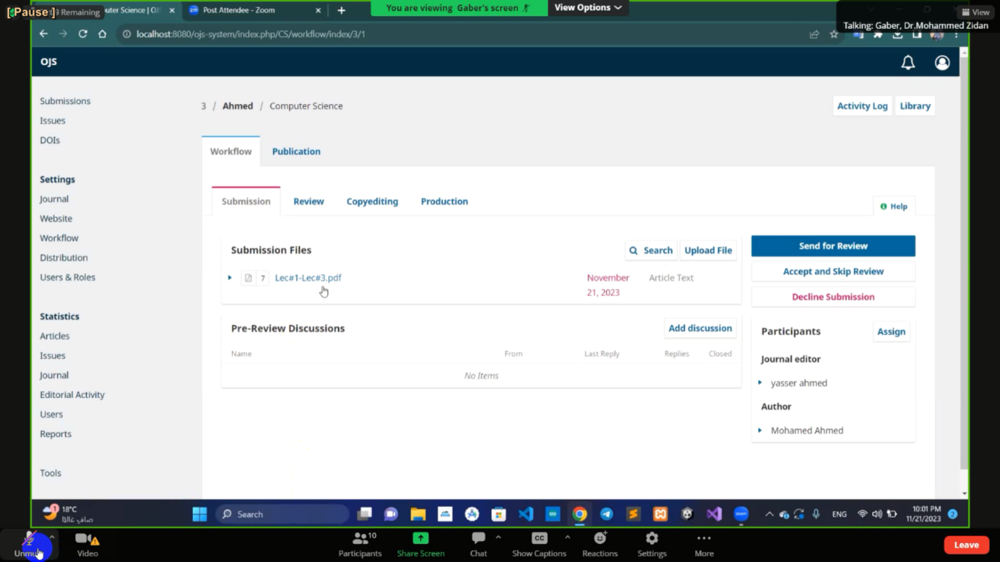 [ Pause ]
Remaining
puter Science | OJS
Post Attendee - Zoom
You are viewing Gaber's screen
View Options
View
Talking: Gaber, Dr.Mohammed Zidan
localhost:8080/ojs-system/index.php/CS/workflow/index/3/1
OJS
Submissions
Issues
DOIs
Settings
Journal
Website
Workflow
Distribution
Users & Roles
Statistics
Articles
Issues
Journal
Editorial Activity
Users
Reports
Tools
3 / Ahmed / Computer Science
Activity Log
Library
Workflow
Publication
Submission
Review
Copyediting
Production
Help
Submission Files
Search
Upload File
7 Lec#1-Lec#3.pdf
November 21, 2023
Article Text
Pre-Review Discussions
Add discussion
Name From Last Reply Replies Closed
No Items
Send for Review
Accept and Skip Review
Decline Submission
Participants
Assign
Journal editor
yasser ahmed
Author
Mohamed Ahmed
1
18°C
صافي غالبًا
Search
ENG
10:01 PM
11/21/2023
2
Video
10
Participants
Share Screen
Chat
CC
Show Captions
Reactions
Settings
More
Leave